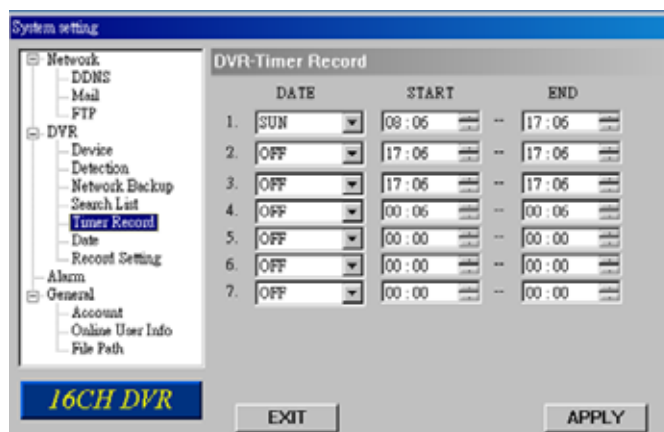 System setting
Network
DDNS
Mail
FTP
DVR
Device
Detection
Network Backup
Search List
Timer Record
Date
Record Setting
Alarm
General
Account
Online User Info
File Path
16CH DVR
DVR-Timer Record
DATE START END
1. SUN 08 : 06 -- 17 : 06
2. OFF 17 : 06 -- 17 : 06
3. OFF 17 : 06 -- 17 : 06
4. OFF 00 : 06 -- 00 : 06
5. OFF 00 : 00 -- 00 : 00
6. OFF 00 : 00 -- 00 : 00
7. OFF 00 : 00 -- 00 : 00
EXIT APPLY